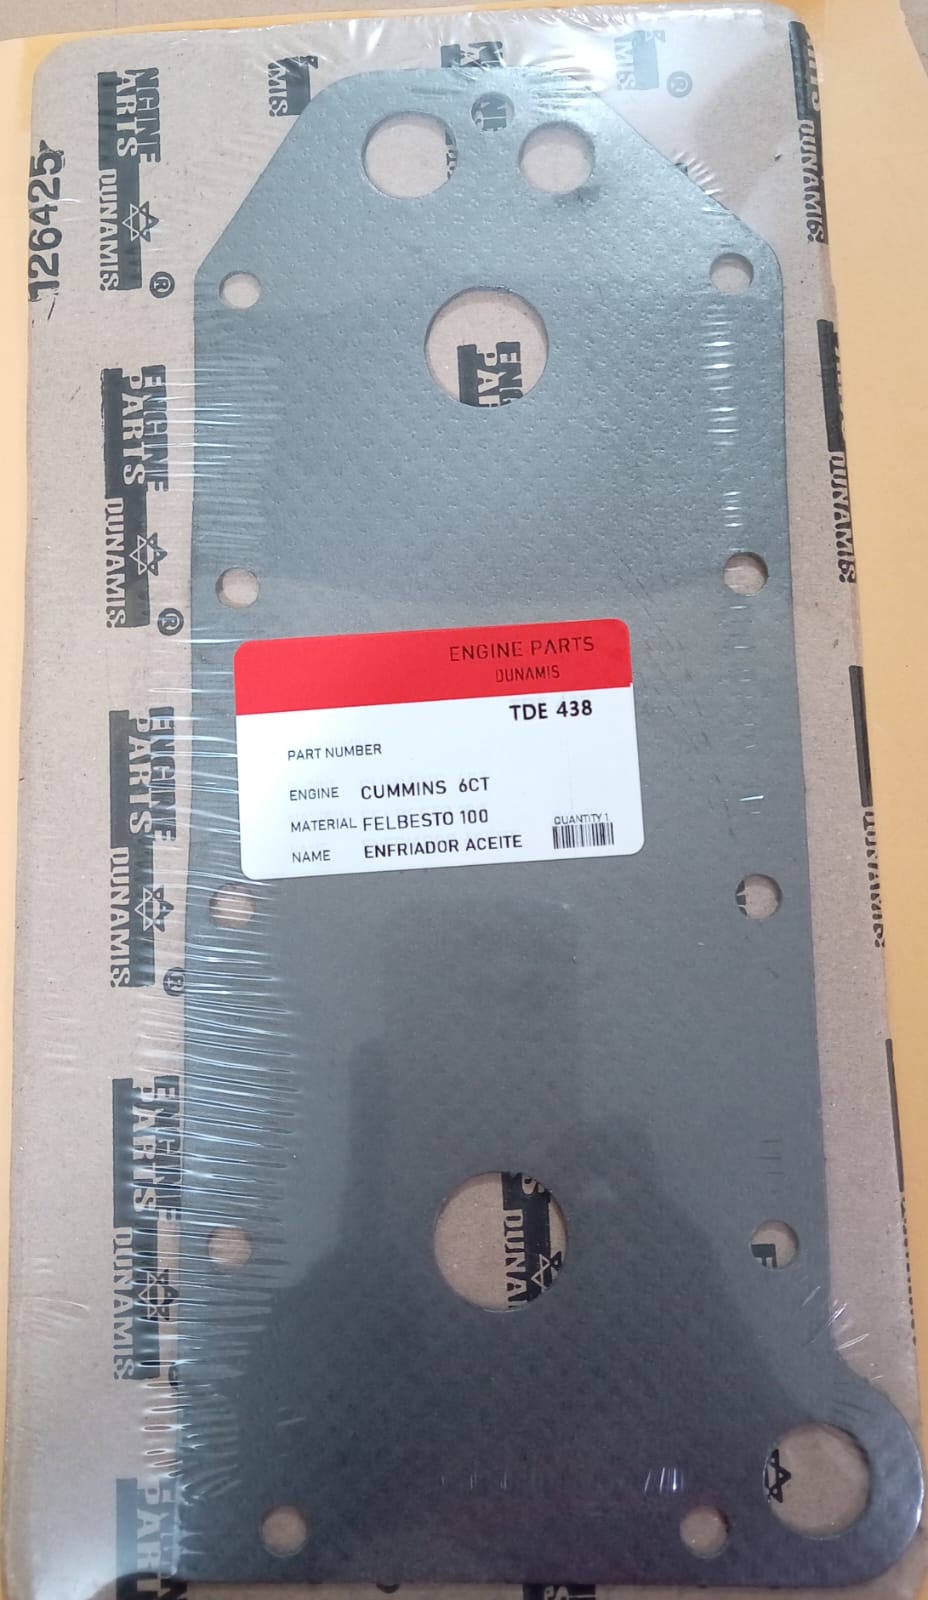 126425
ENGINE
PARTS
DUNAMIS
®
ENGINE
PARTS
DUNAMIS
®
ENGINE
PARTS
DUNAMIS
®
ENGINE
PARTS
DUNAMIS
DUNAMIS
DUNAMIS
DUNAMIS
ENGINE PARTS
DUNAMIS
TDE 438
PART NUMBER
ENGINE CUMMINS 6CT
MATERIAL FELBESTO 100
NAME ENFRIADOR ACEITE
QUANTITY 1